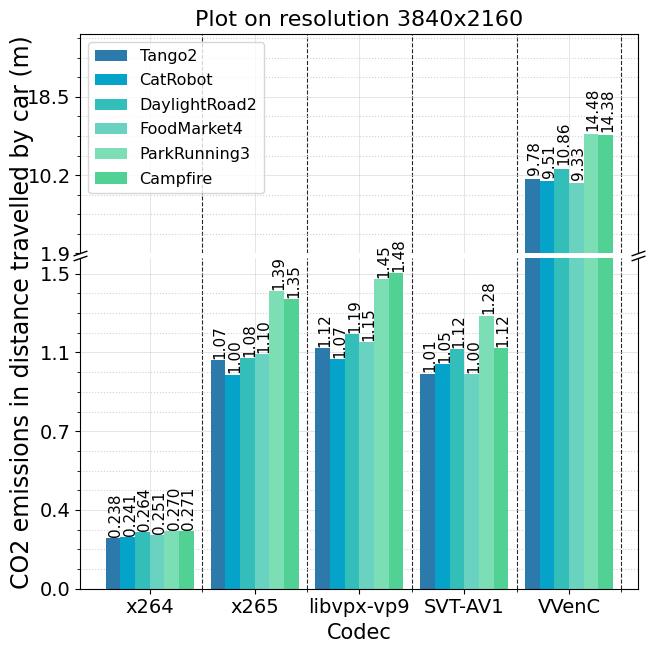 Plot on resolution 3840x2160
CO2 emissions in distance travelled by car (m)
18.5
10.2
1.9
1.5
1.1
0.7
0.4
0.0
Tango2
CatRobot
DaylightRoad2
FoodMarket4
ParkRunning3
Campfire
0.238
0.241
0.264
0.251
0.270
0.271
1.07
1.00
1.08
1.10
1.39
1.35
1.12
1.07
1.19
1.15
1.45
1.48
1.01
1.05
1.12
1.00
1.28
1.12
9.78
9.51
10.86
9.33
14.48
14.38
x264
x265
libvpx-vp9
SVT-AV1
VVenC
Codec